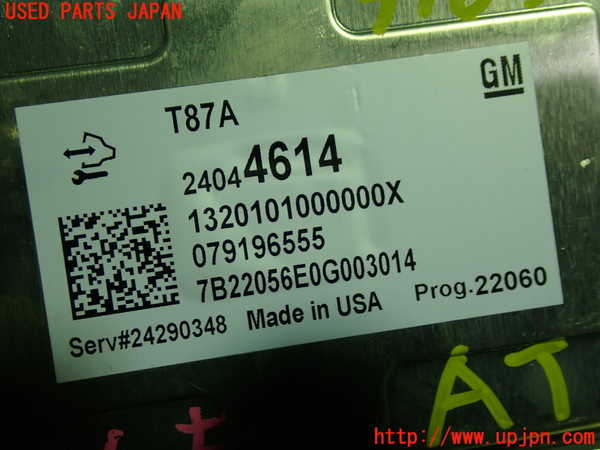 USED PARTS JAPAN
GM
T87A
24044614
1320101000000X
079196555
7B22056E0G003014
Serv#24290348 Made in USA Prog.22060
AT
http://www.upjpn.com/